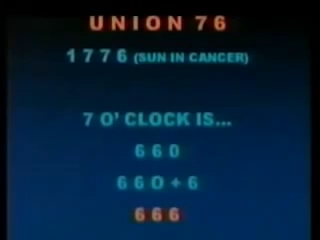 UNION 76
1776 (SUN IN CANCER)
7 O' CLOCK IS...
660
660+6
666